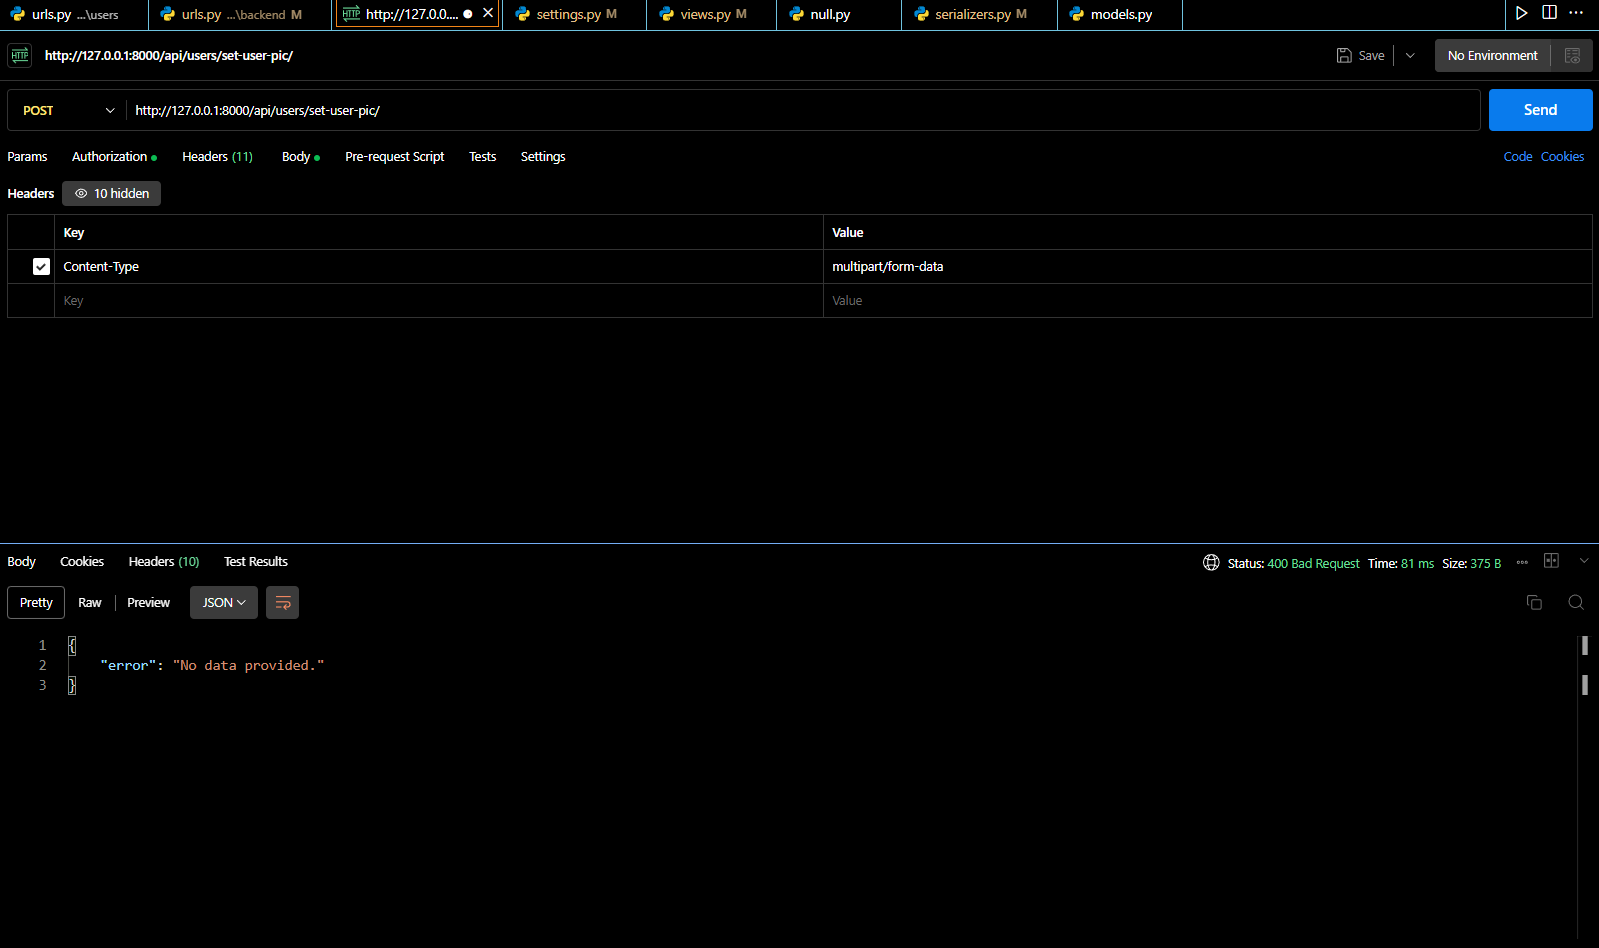 urls.py ...\users
urls.py ...\backend M
HTTP http://127.0.0....
settings.py M
views.py M
null.py
serializers.py M
models.py
HTTP http://127.0.0.1:8000/api/users/set-user-pic/
Save
No Environment
POST http://127.0.0.1:8000/api/users/set-user-pic/
Send
Params Authorization Headers (11) Body Pre-request Script Tests Settings
Code Cookies
Headers 10 hidden
Key Value
Content-Type multipart/form-data
Key Value
Body Cookies Headers (10) Test Results
Status: 400 Bad Request Time: 81 ms Size: 375 B
Pretty Raw Preview JSON
1 {
2 "error": "No data provided."
3 }